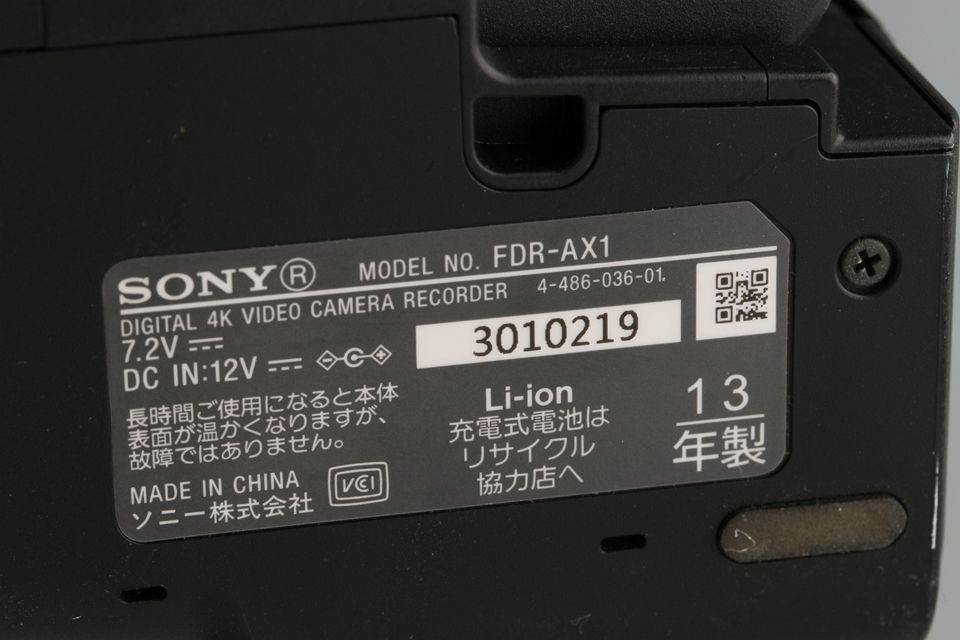 SONY® MODEL NO. FDR-AX1
DIGITAL 4K VIDEO CAMERA RECORDER 4-486-036-01
7.2V
3010219
DC IN:12V
長時間ご使用になると本体
表面が温かくなりますが、
故障ではありません。
Li-ion
充電式電池は
リサイクル
協力店へ
13
年製
MADE IN CHINA
VCI
ソニー株式会社